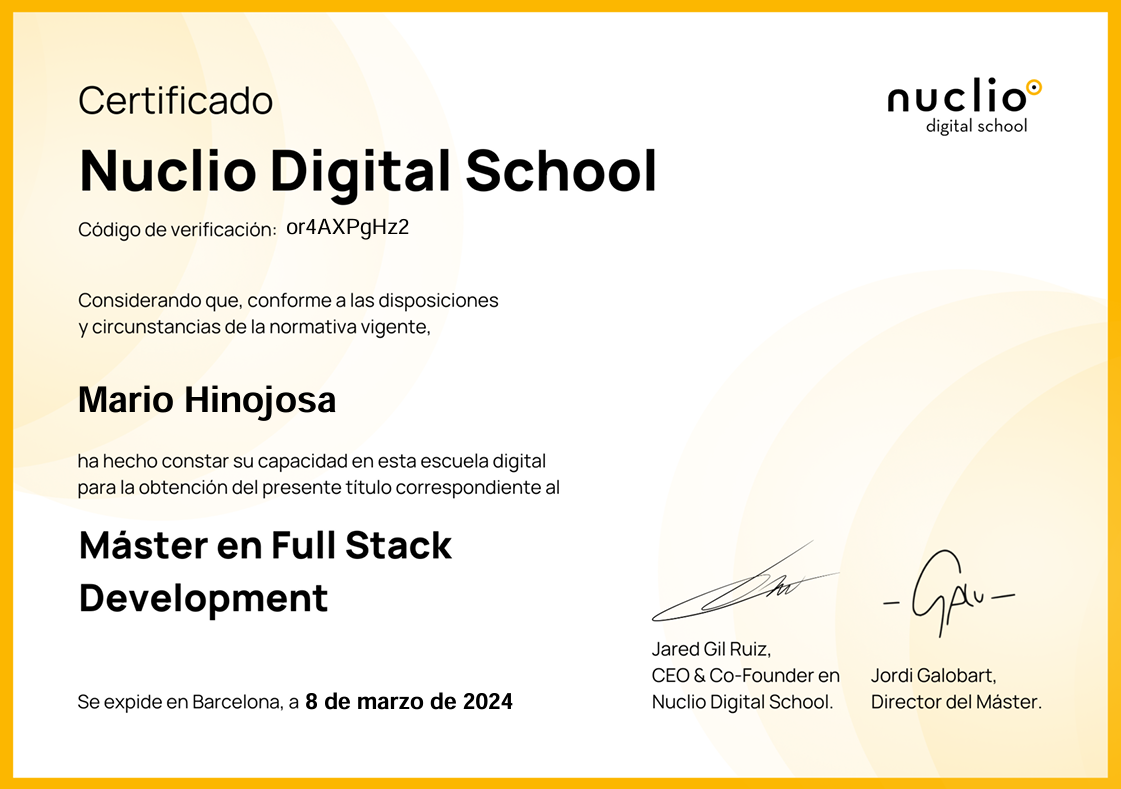 Certificado
nuclio
digital school
Nuclio Digital School
Código de verificación: or4AXPgHz2
Considerando que, conforme a las disposiciones
y circunstancias de la normativa vigente,
Mario Hinojosa
ha hecho constar su capacidad en esta escuela digital
para la obtención del presente título correspondiente al
Máster en Full Stack
Development
Se expide en Barcelona, a 8 de marzo de 2024
Jared Gil Ruiz,
CEO & Co-Founder en
Nuclio Digital School.
Jordi Galobart,
Director del Máster.